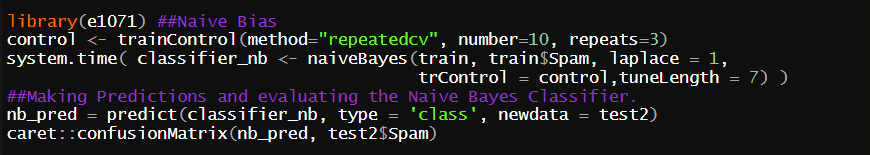 library(e1071) ##Naive Bias
control <- trainControl(method="repeatedcv", number=10, repeats=3)
system.time( classifier_nb <- naiveBayes(train, train$Spam, laplace = 1,
                                         trControl = control,tuneLength = 7) )
##Making Predictions and evaluating the Naive Bayes Classifier.
nb_pred = predict(classifier_nb, type = 'class', newdata = test2)
caret::confusionMatrix(nb_pred, test2$Spam)